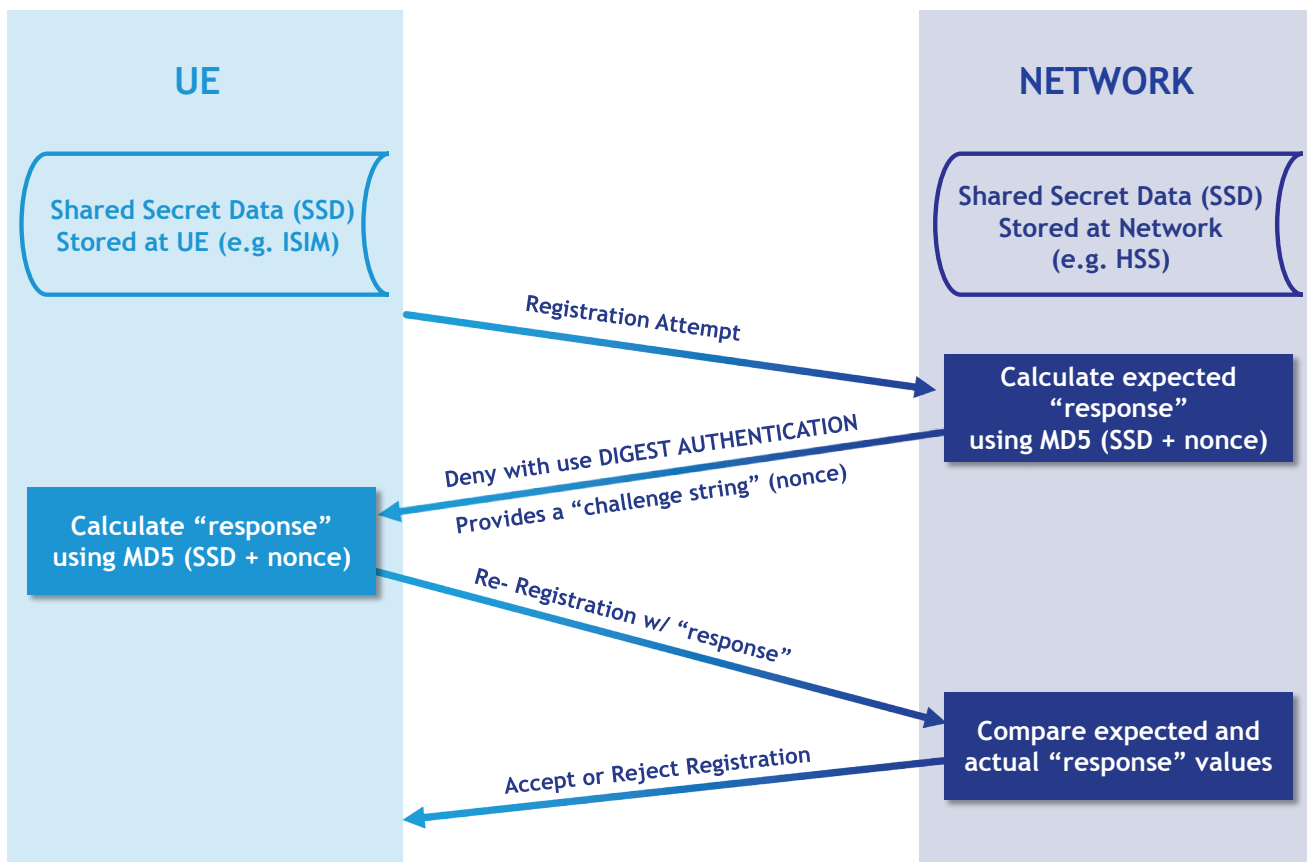 UE
NETWORK
Shared Secret Data (SSD)
Stored at UE (e.g. ISIM)
Shared Secret Data (SSD)
Stored at Network
(e.g. HSS)
Registration Attempt
Calculate expected
“response”
using MD5 (SSD + nonce)
Deny with use DIGEST AUTHENTICATION
Provides a “challenge string” (nonce)
Calculate “response”
using MD5 (SSD + nonce)
Re- Registration w/ “response”
Compare expected and
actual “response” values
Accept or Reject Registration